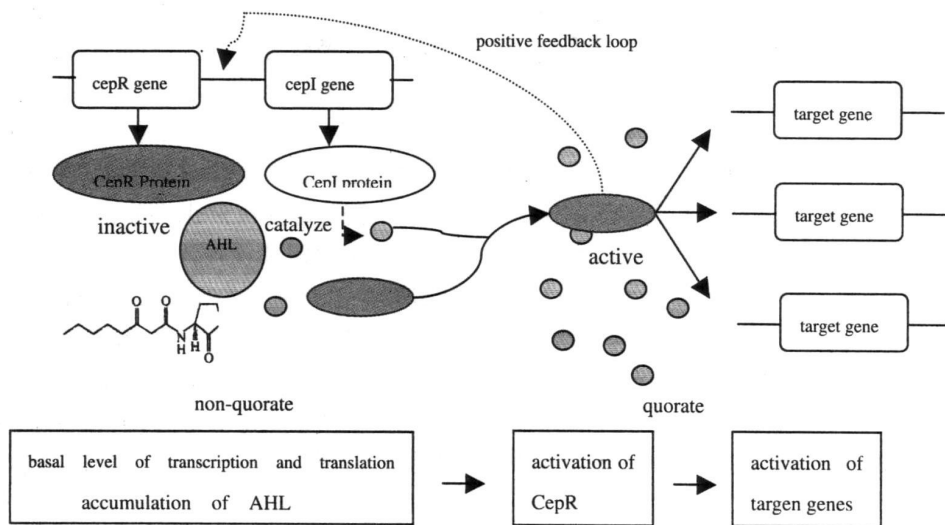 positive feedback loop
cepR gene
cepI gene
target gene
CepR Protein
CepI protein
inactive
catalyze
AHL
target gene
active
O O
O
N
H
H
O
target gene
non-quorate
quorate
basal level of transcription and translation
accumulation of AHL
activation of
CepR
activation of
targen genes